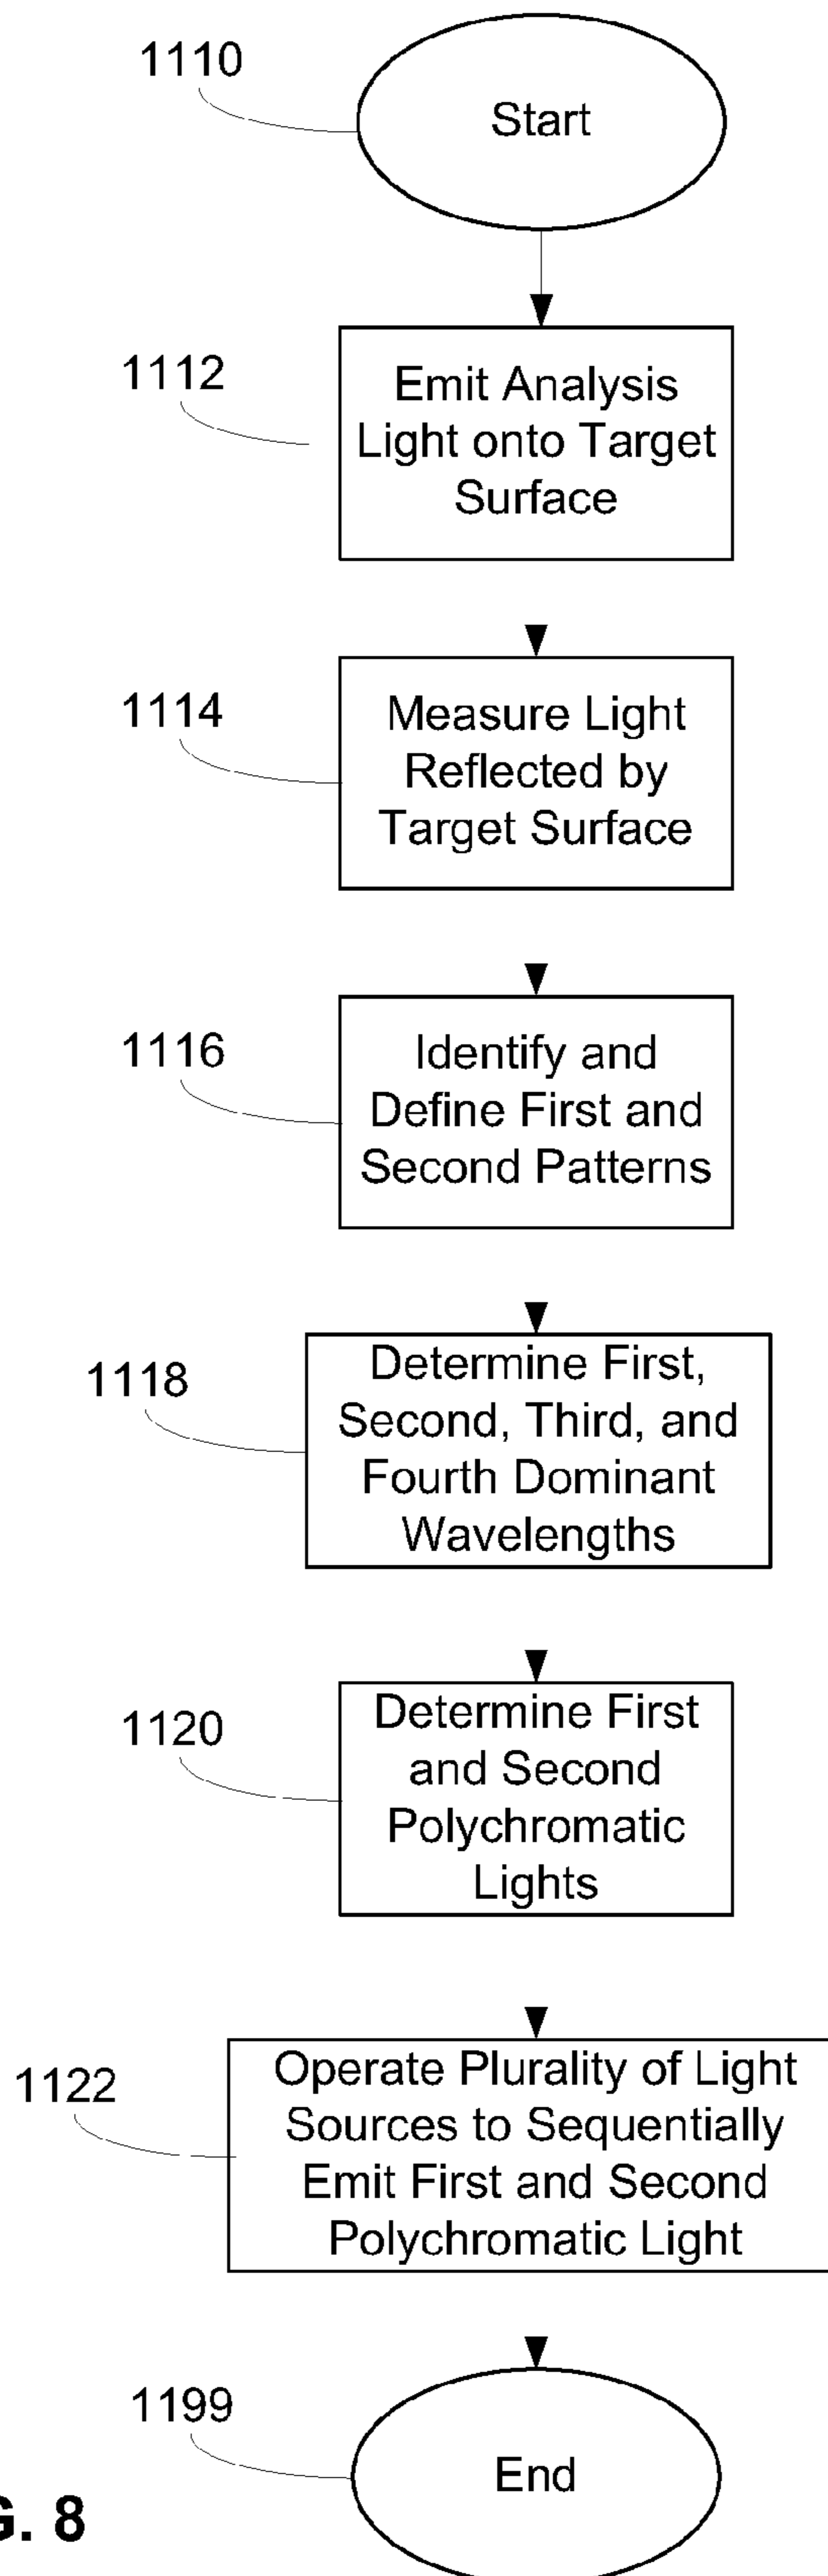 1110
Start
1112
Emit Analysis
Light onto Target
Surface
1114
Measure Light
Reflected by
Target Surface
1116
Identify and
Define First and
Second Patterns
1118
Determine First,
Second, Third, and
Fourth Dominant
Wavelengths
1120
Determine First
and Second
Polychromatic
Lights
1122
Operate Plurality of Light
Sources to Sequentially
Emit First and Second
Polychromatic Light
1199
End
G. 8